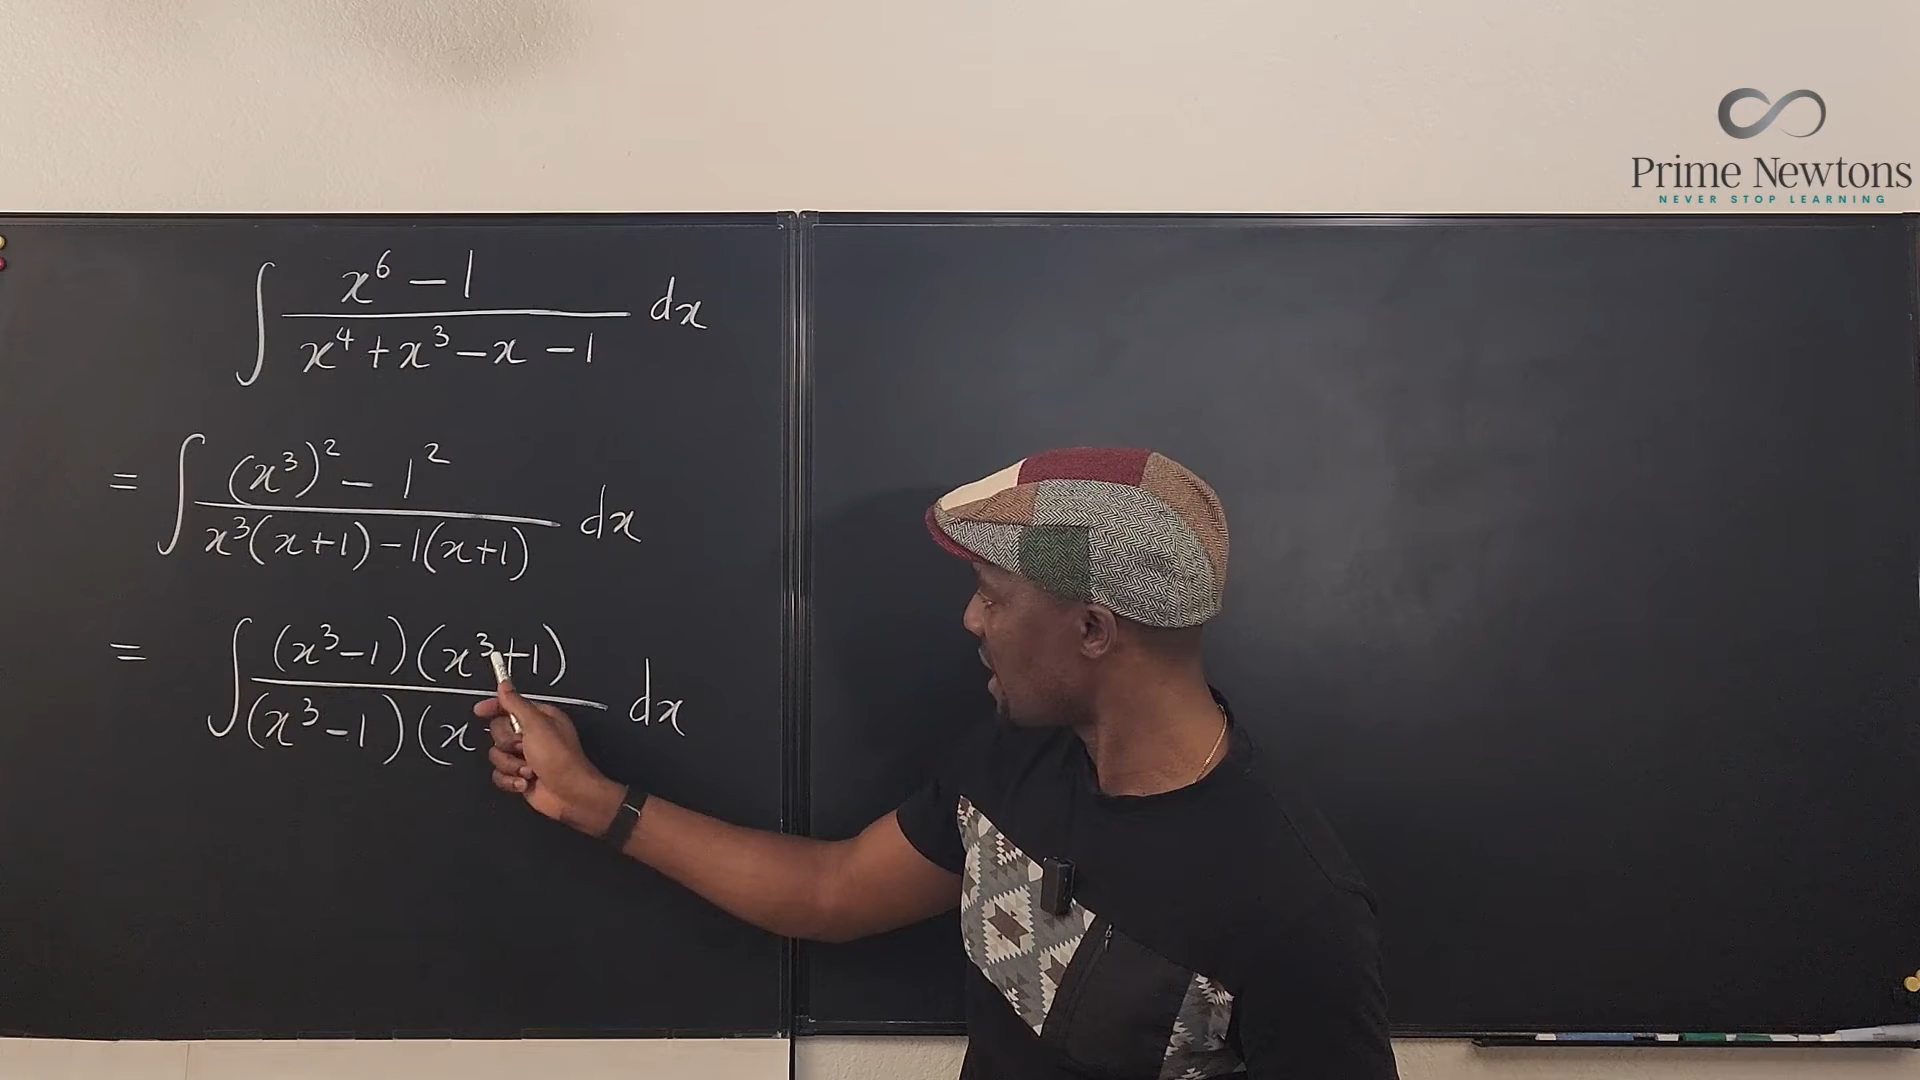 Prime Newtons
NEVER STOP LEARNING
∫ (x⁶ − 1)/(x⁴ + x³ − x − 1) dx
= ∫ ((x³)² − 1²)/(x³(x+1) − 1(x+1)) dx
= ∫ (x³−1)(x³+1)/(x³−1)(x dx